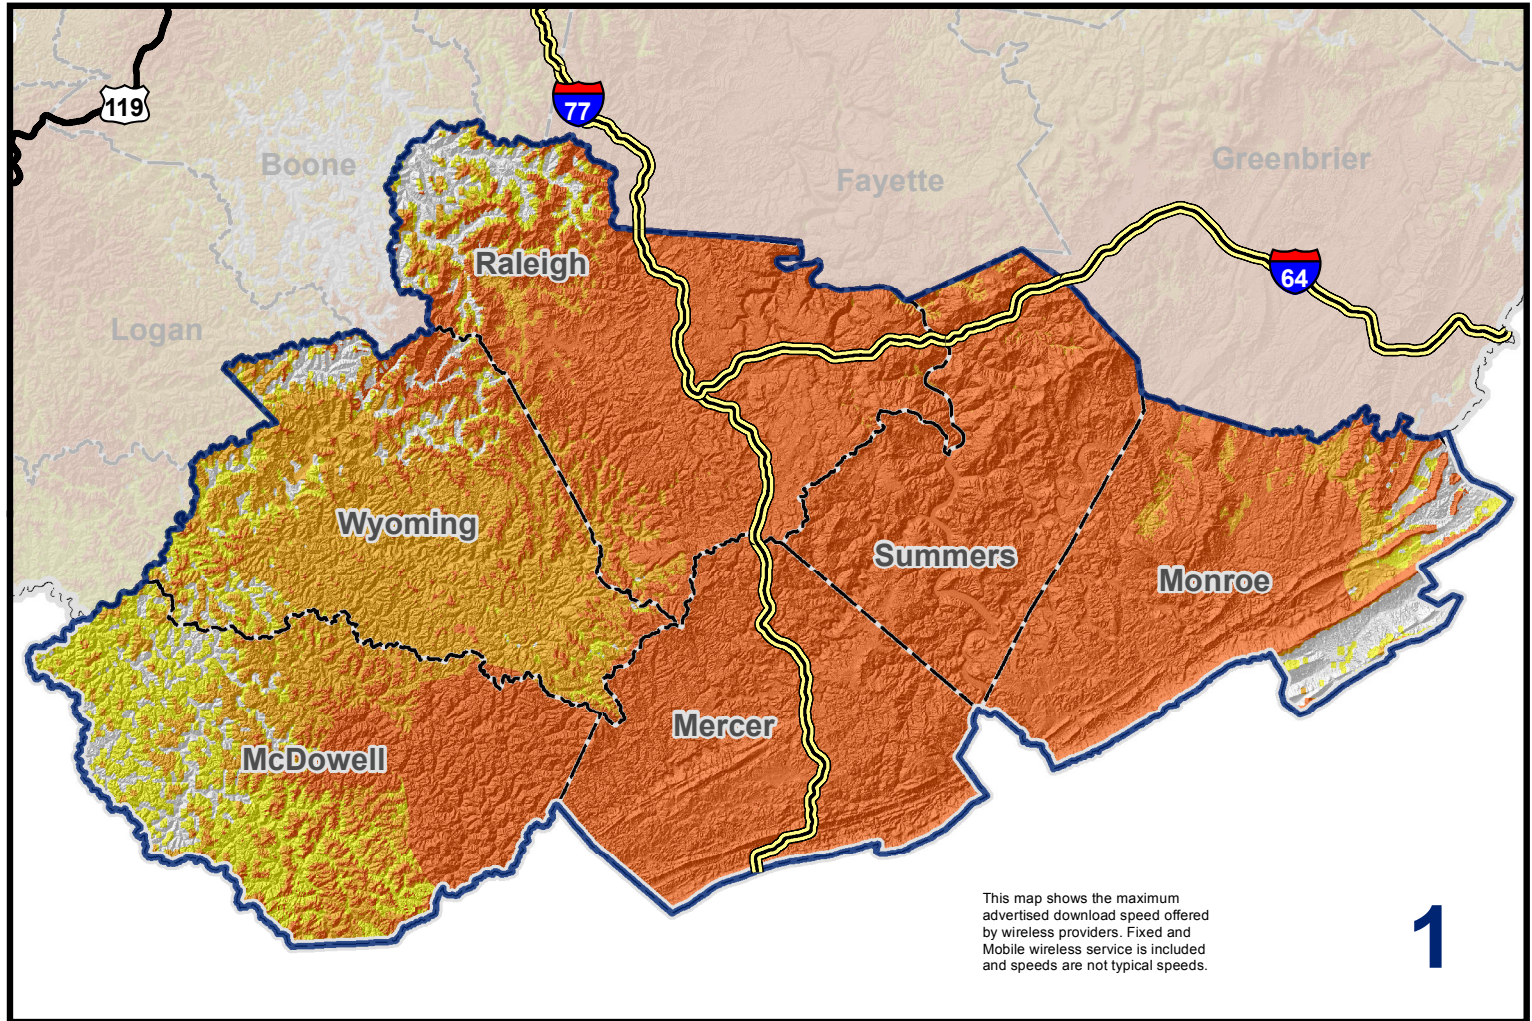 119
77
Boone
Greenbrier
Fayette
Raleigh
64
Logan
Wyoming
Summers
Monroe
Mercer
McDowell
This map shows the maximum
advertised download speed offered
by wireless providers. Fixed and
Mobile wireless service is included
and speeds are not typical speeds.
1